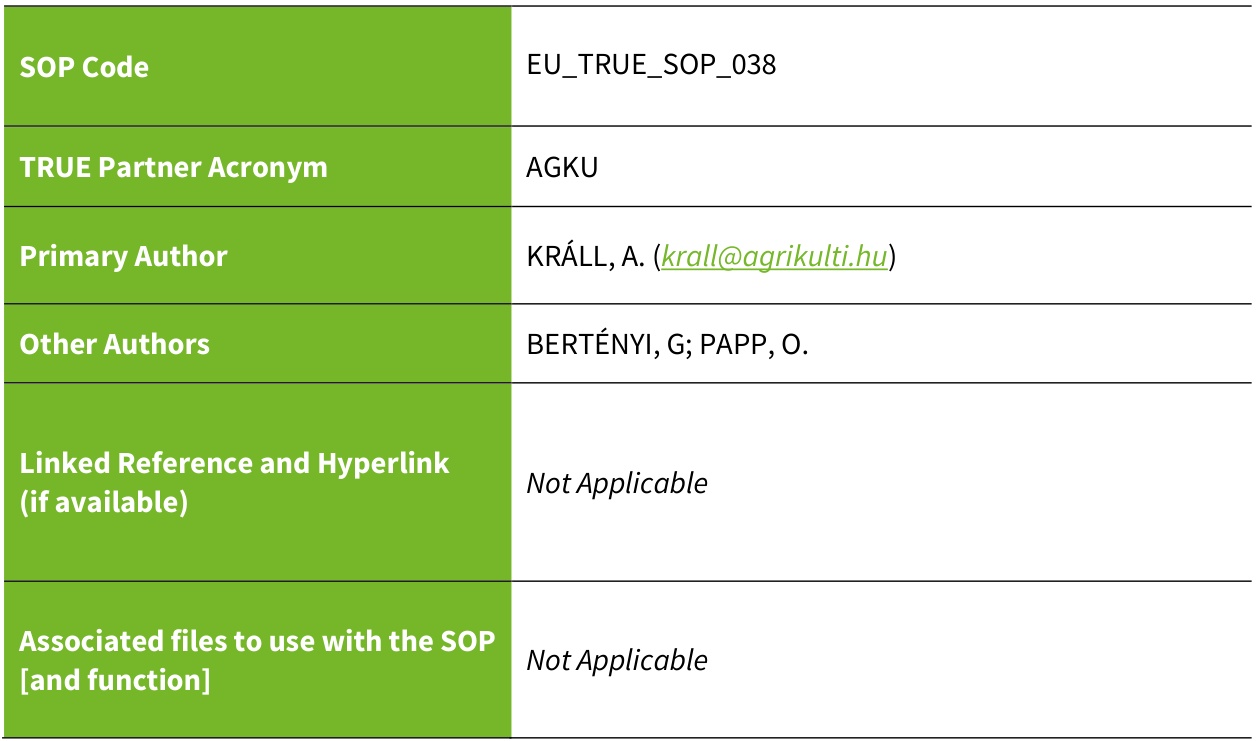 SOP Code
EU_TRUE_SOP_038
TRUE Partner Acronym
AGKU
Primary Author
KRÁLL, A. (krall@agrikulti.hu)
Other Authors
BERTÉNYI, G; PAPP, O.
Linked Reference and Hyperlink
(if available)
Not Applicable
Associated files to use with the SOP
[and function]
Not Applicable